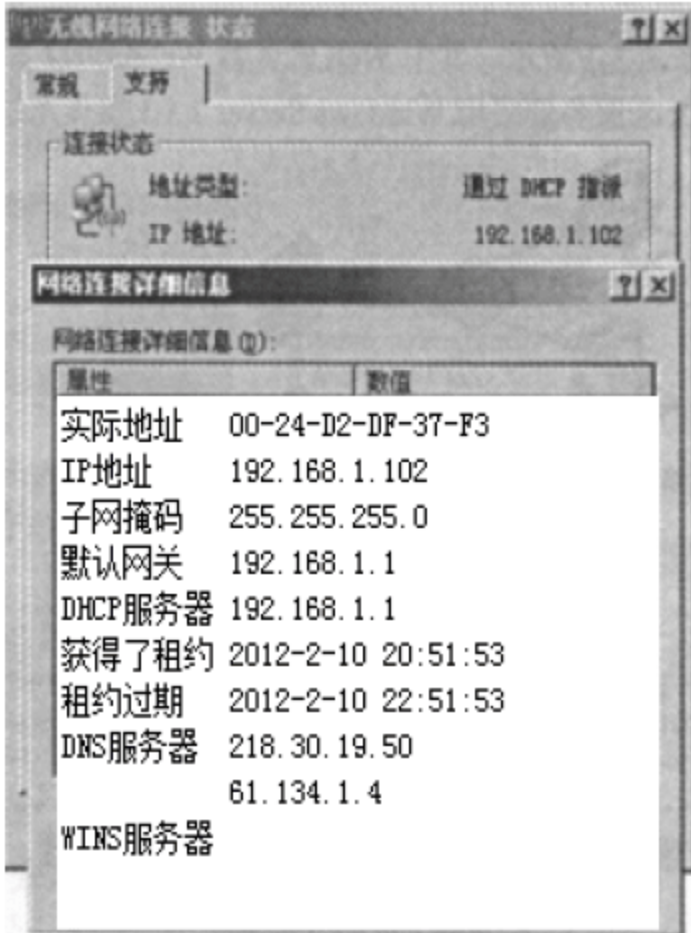 无线网络连接 状态
常规 支持
连接状态
地址类型: 通过 DHCP 指派
IP 地址: 192.168.1.102
网络连接详细信息
网络连接详细信息(D):
属性 数值
实际地址 00-24-D2-DF-37-F3
IP地址 192.168.1.102
子网掩码 255.255.255.0
默认网关 192.168.1.1
DHCP服务器 192.168.1.1
获得了租约 2012-2-10 20:51:53
租约过期 2012-2-10 22:51:53
DNS服务器 218.30.19.50
61.134.1.4
WINS服务器